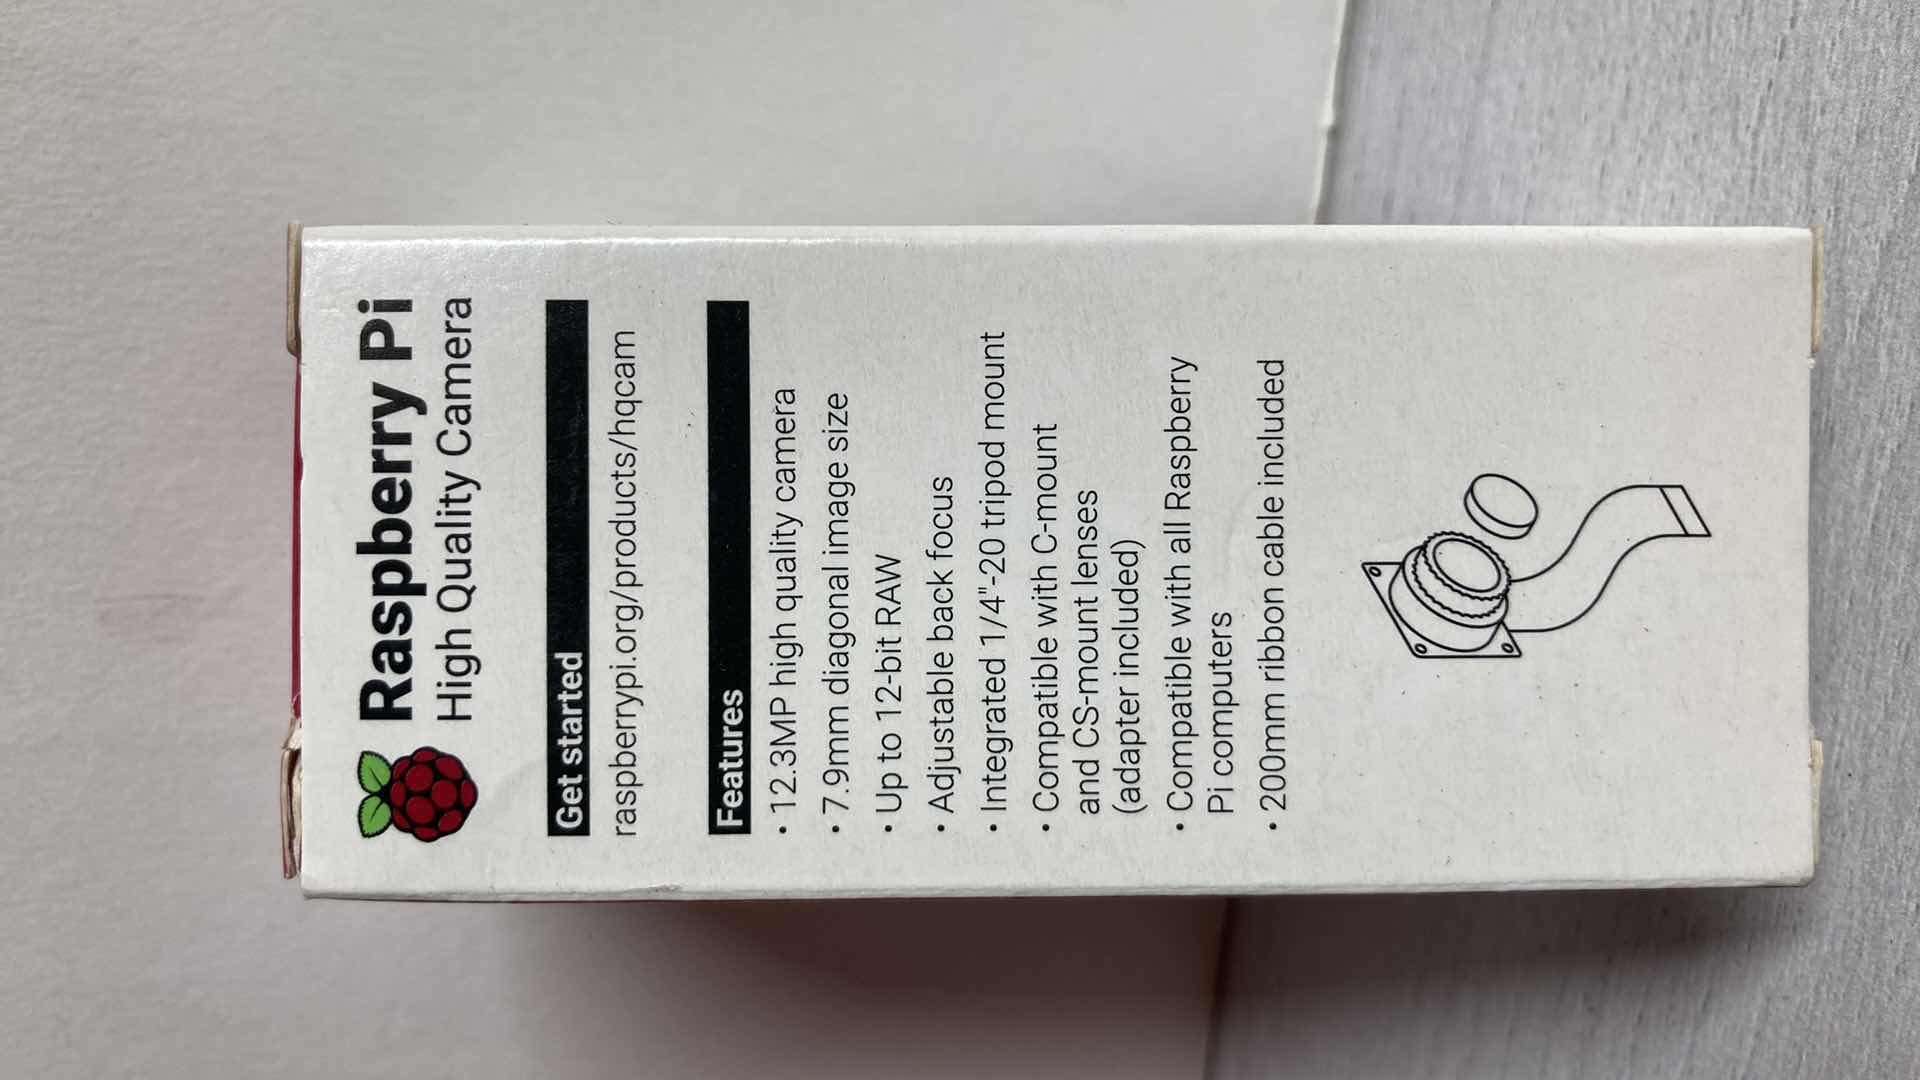 Raspberry Pi
High Quality Camera
Get started
raspberrypi.org/products/hqcam
Features
• 12.3MP high quality camera
• 7.9mm diagonal image size
• Up to 12-bit RAW
• Adjustable back focus
• Integrated 1/4"-20 tripod mount
• Compatible with C-mount
and CS-mount lenses
(adapter included)
• Compatible with all Raspberry
Pi computers
• 200mm ribbon cable included